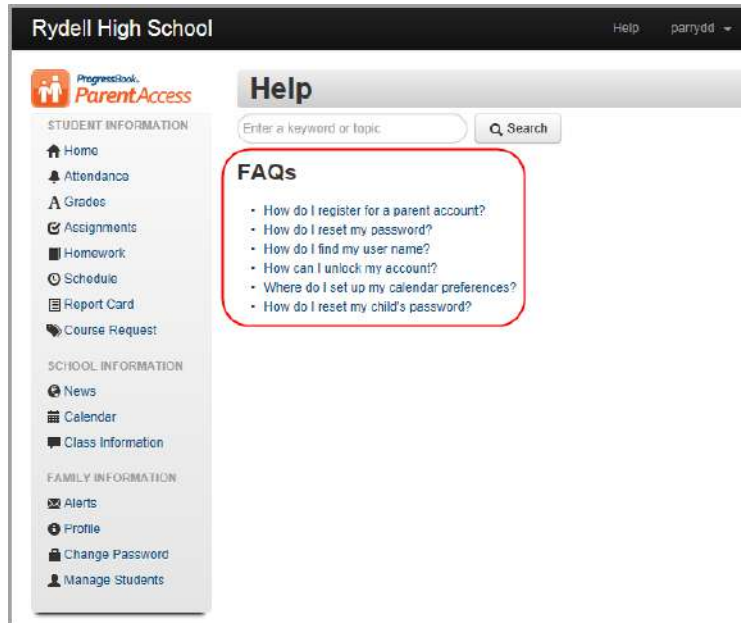 Rydell High School
Help parrydd
ProgressBook.
ParentAccess
STUDENT INFORMATION
Home
Attendance
Grades
Assignments
Homework
Schedule
Report Card
Course Request
SCHOOL INFORMATION
News
Calendar
Class Information
FAMILY INFORMATION
Alerts
Profile
Change Password
Manage Students
Help
Enter a keyword or topic Search
FAQs
• How do I register for a parent account?
• How do I reset my password?
• How do I find my user name?
• How can I unlock my account?
• Where do I set up my calendar preferences?
• How do I reset my child's password?